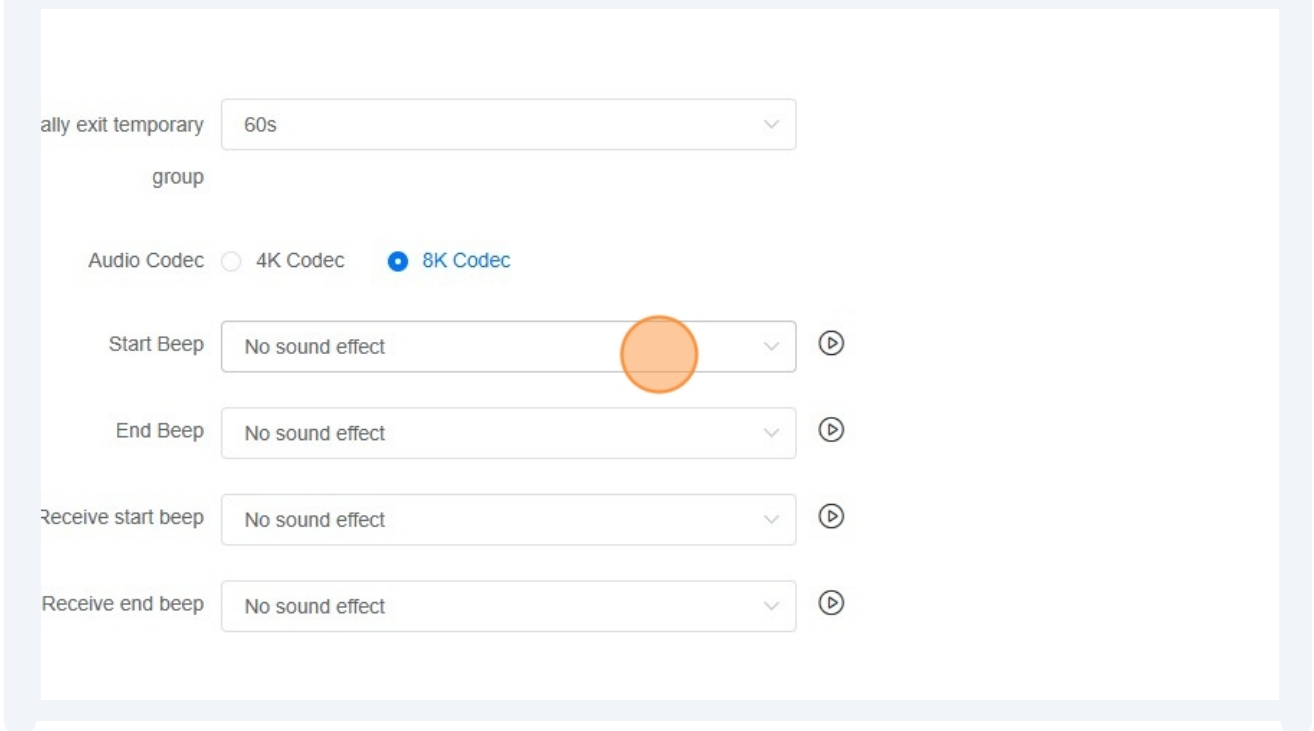 ally exit temporary 60s
group
Audio Codec 4K Codec 8K Codec
Start Beep No sound effect
End Beep No sound effect
Receive start beep No sound effect
Receive end beep No sound effect